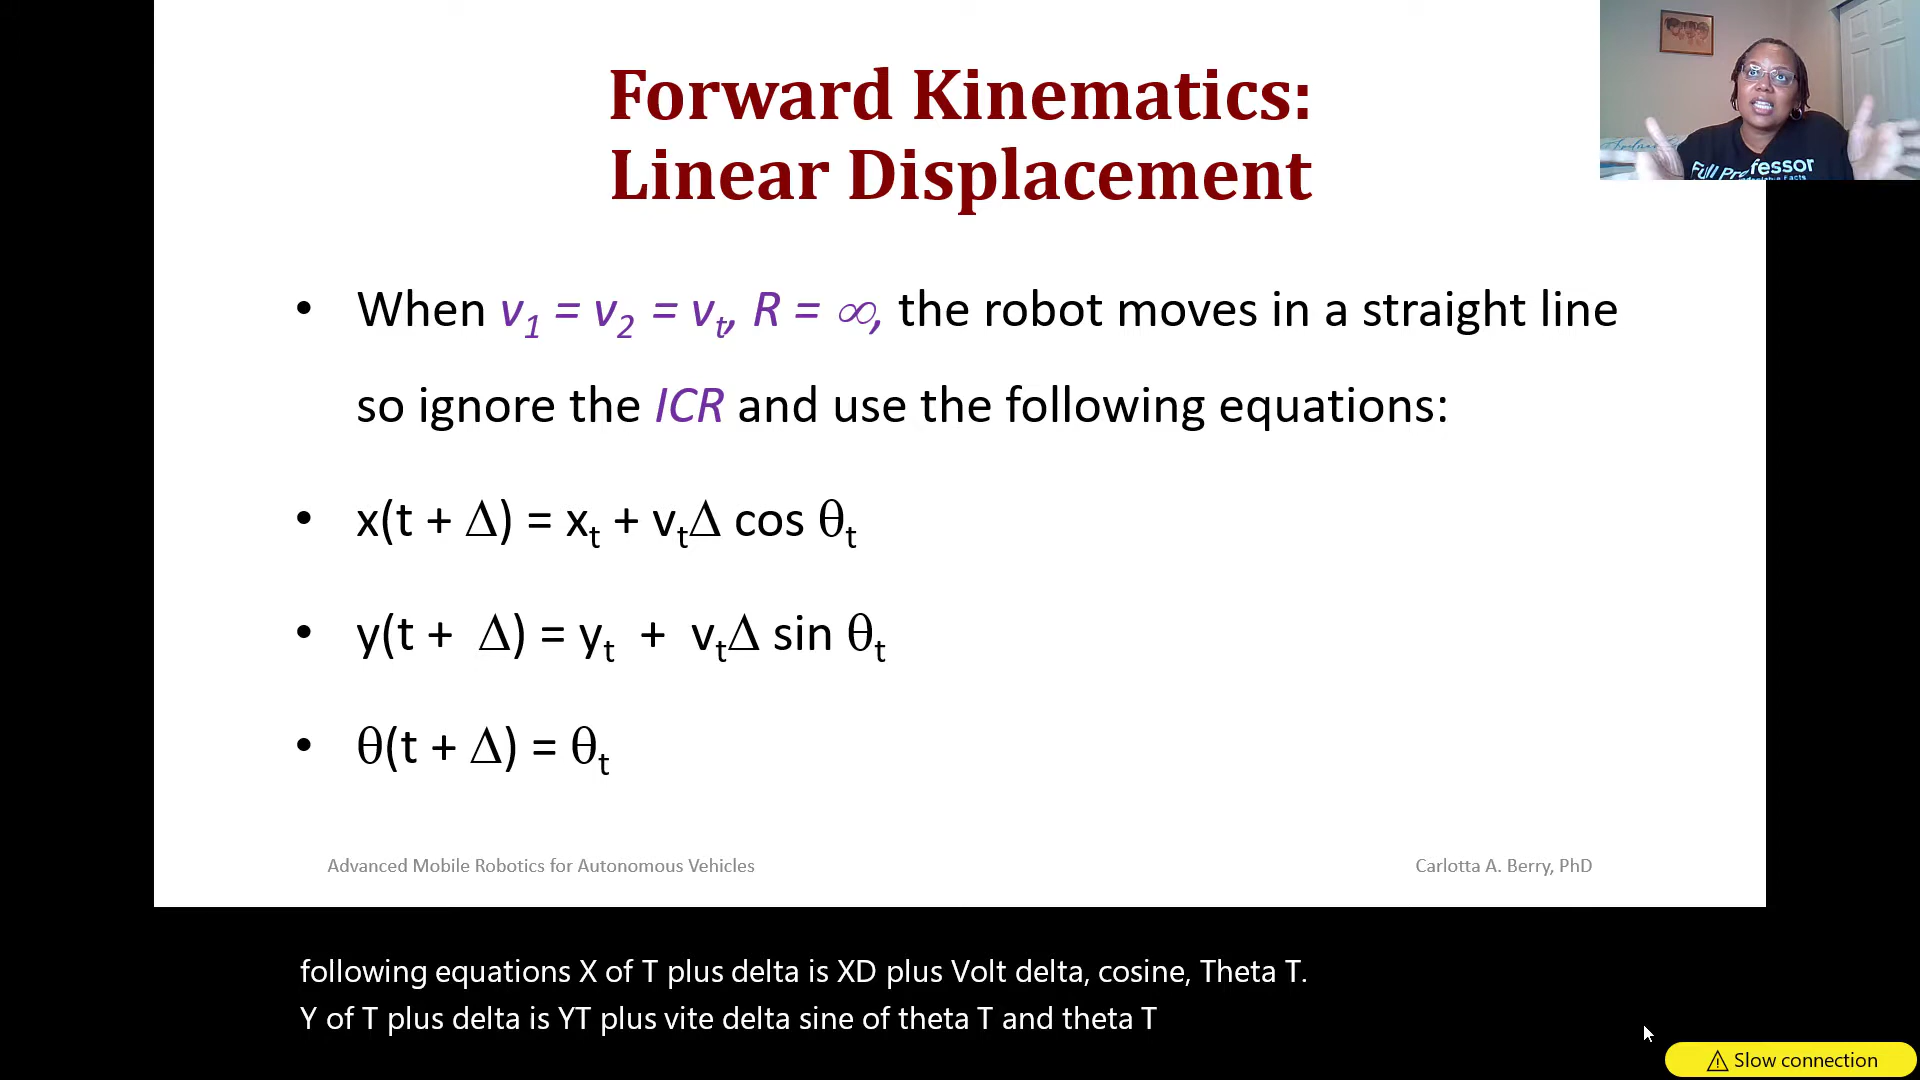 Forward Kinematics:
Linear Displacement
• When v₁ = v₂ = vₜ, R = ∞, the robot moves in a straight line
so ignore the ICR and use the following equations:
• x(t + Δ) = xₜ + vₜΔ cos θₜ
• y(t + Δ) = yₜ + vₜΔ sin θₜ
• θ(t + Δ) = θₜ
Advanced Mobile Robotics for Autonomous Vehicles
Carlotta A. Berry, PhD
following equations X of T plus delta is XD plus Volt delta, cosine, Theta T.
Y of T plus delta is YT plus vite delta sine of theta T and theta T
Slow connection
Full Professor